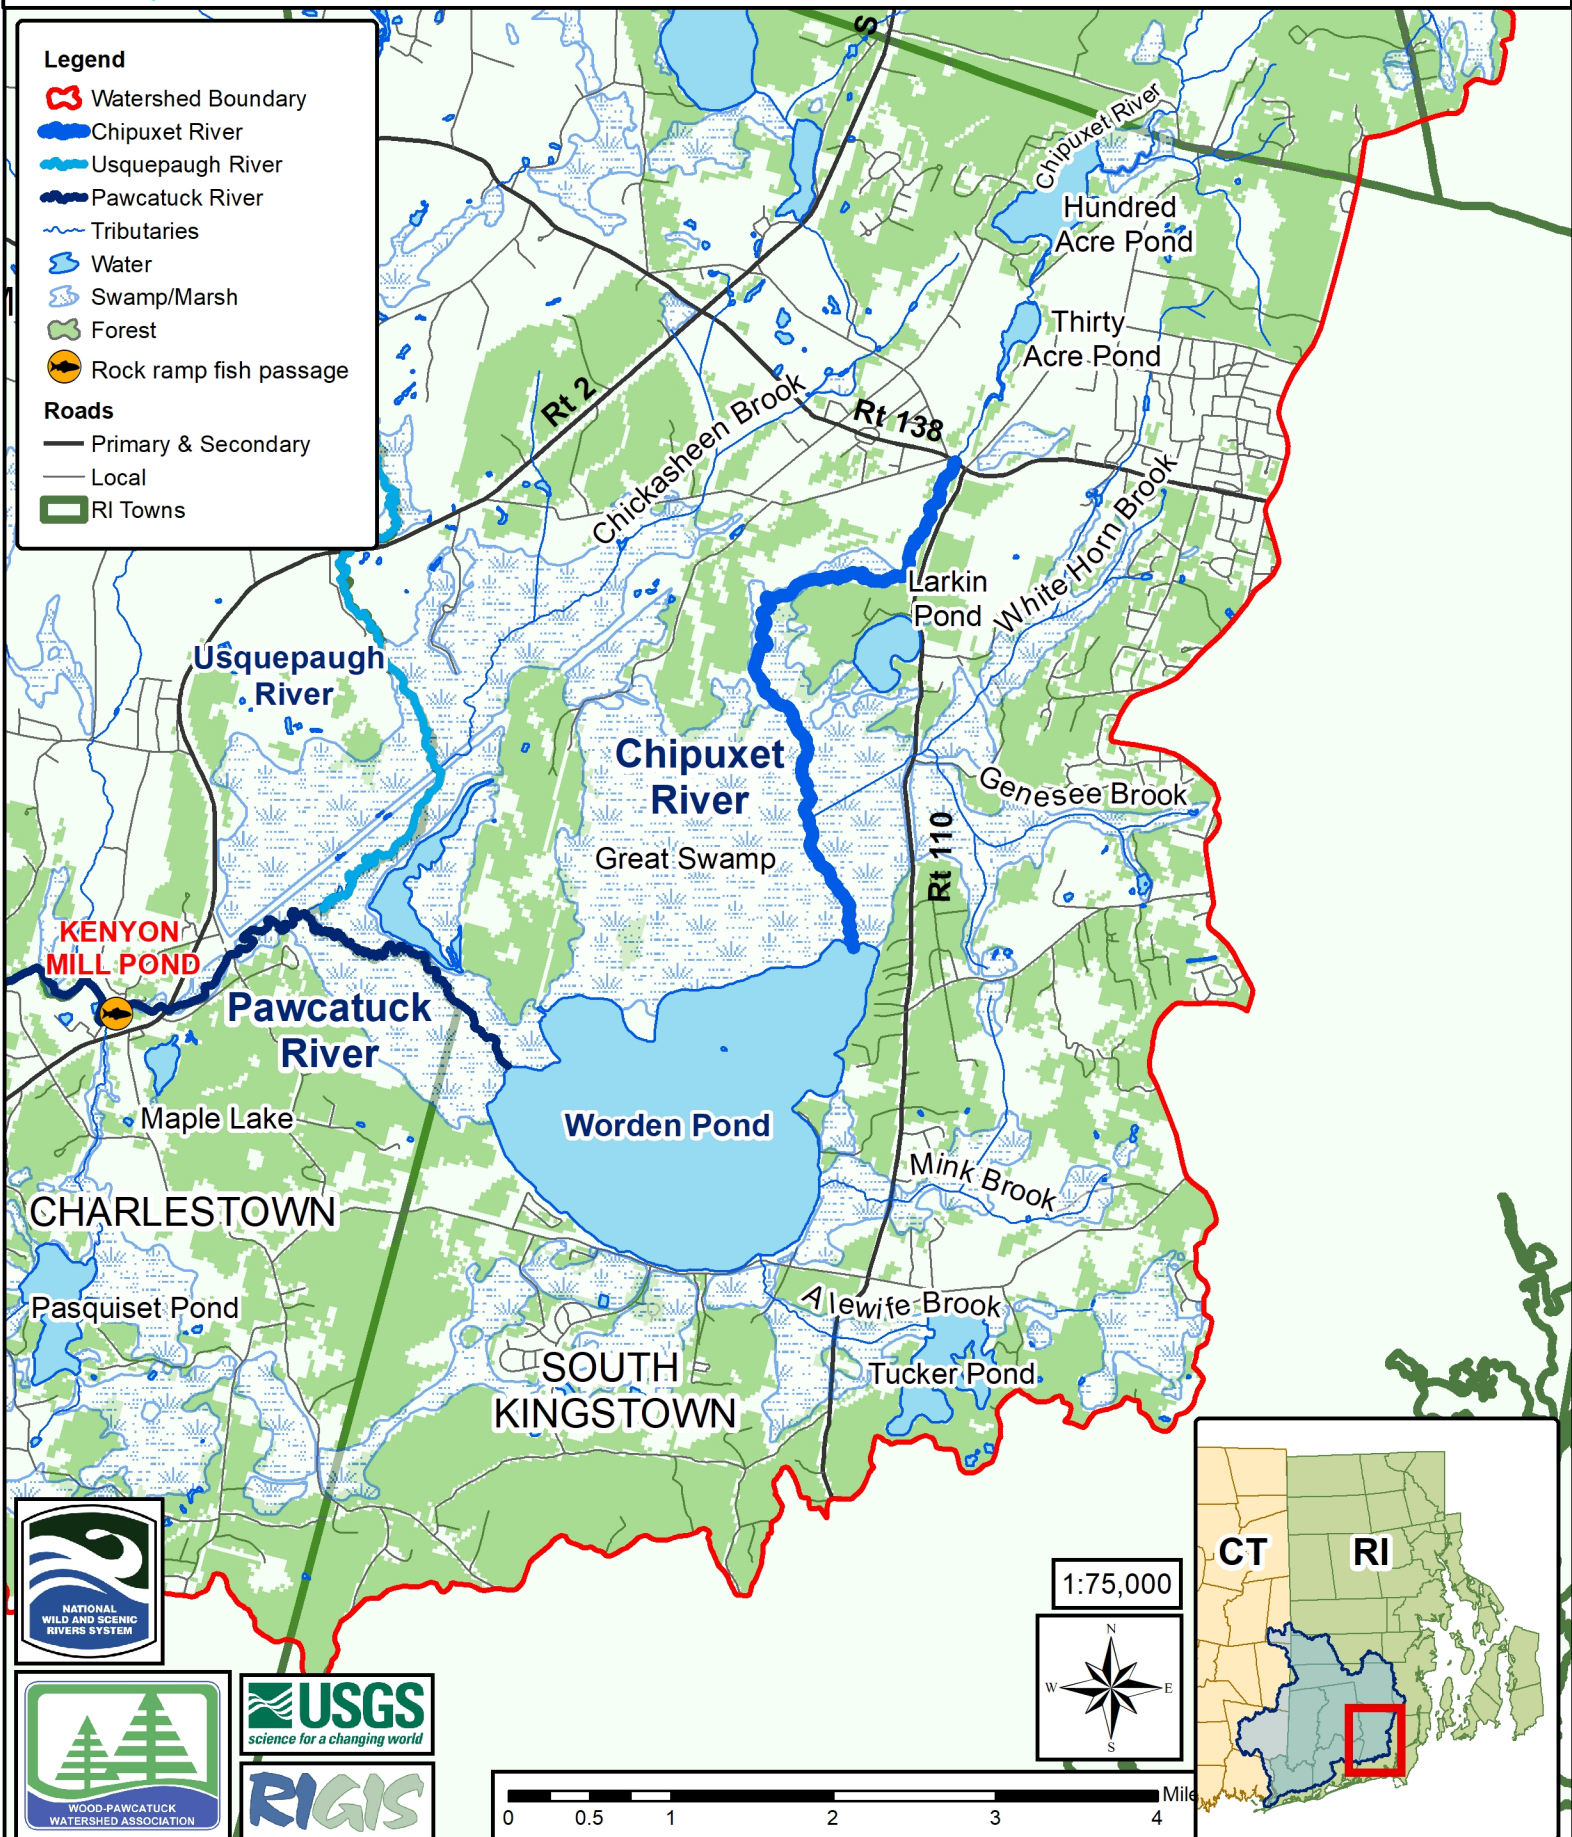 Legend
Watershed Boundary
Chipuxet River
Usquepaugh River
Pawcatuck River
Tributaries
Water
Swamp/Marsh
Forest
Rock ramp fish passage
Roads
Primary & Secondary
Local
RI Towns
S
Chipuxet River
Hundred
Acre Pond
Thirty
Acre Pond
Rt 2
Chickasheen Brook
Rt 138
White Horn Brook
Larkin
Pond
Usquepaugh
River
Chipuxet
River
Great Swamp
Genesee Brook
Rt 110
KENYON
MILL POND
Pawcatuck
River
Worden Pond
Maple Lake
Mink Brook
CHARLESTOWN
Pasquiset Pond
Alewife Brook
Tucker Pond
SOUTH
KINGSTOWN
CT
RI
1:75,000
N
W
E
S
NATIONAL
WILD AND SCENIC
RIVERS SYSTEM
WOOD-PAWCATUCK
WATERSHED ASSOCIATION
USGS
science for a changing world
RIGIS
Mile
0 0.5 1 2 3 4